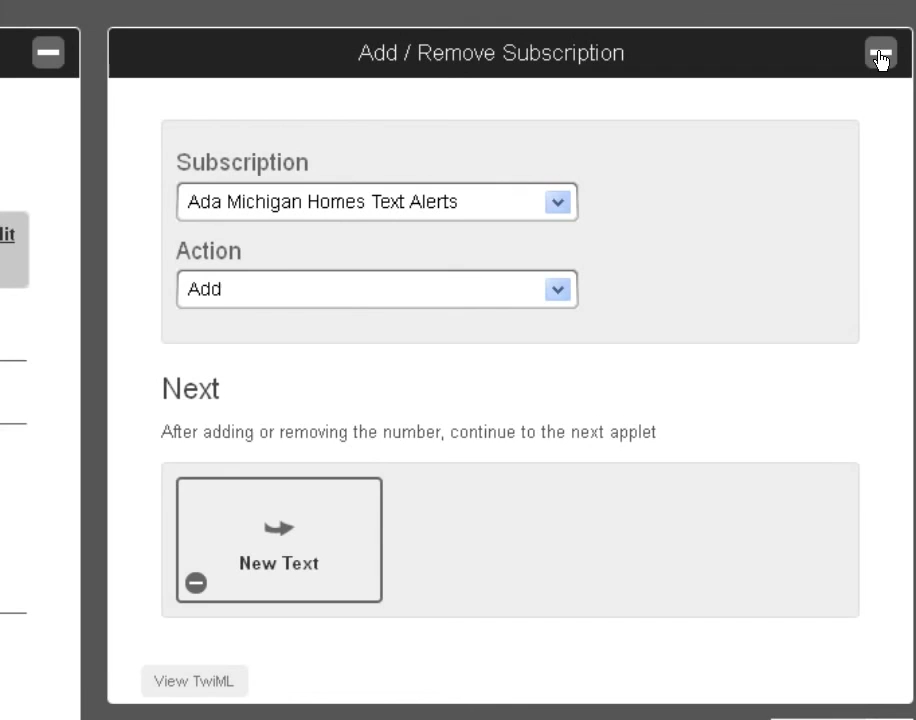 Add / Remove Subscription
Subscription
Ada Michigan Homes Text Alerts
Action
Add
Next
After adding or removing the number, continue to the next applet
New Text
View TwiML